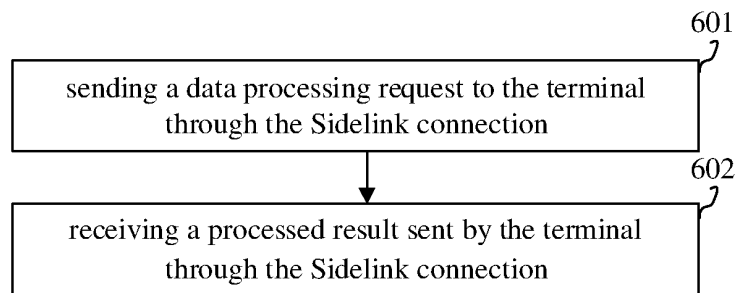 601
sending a data processing request to the terminal
through the Sidelink connection
602
receiving a processed result sent by the terminal
through the Sidelink connection